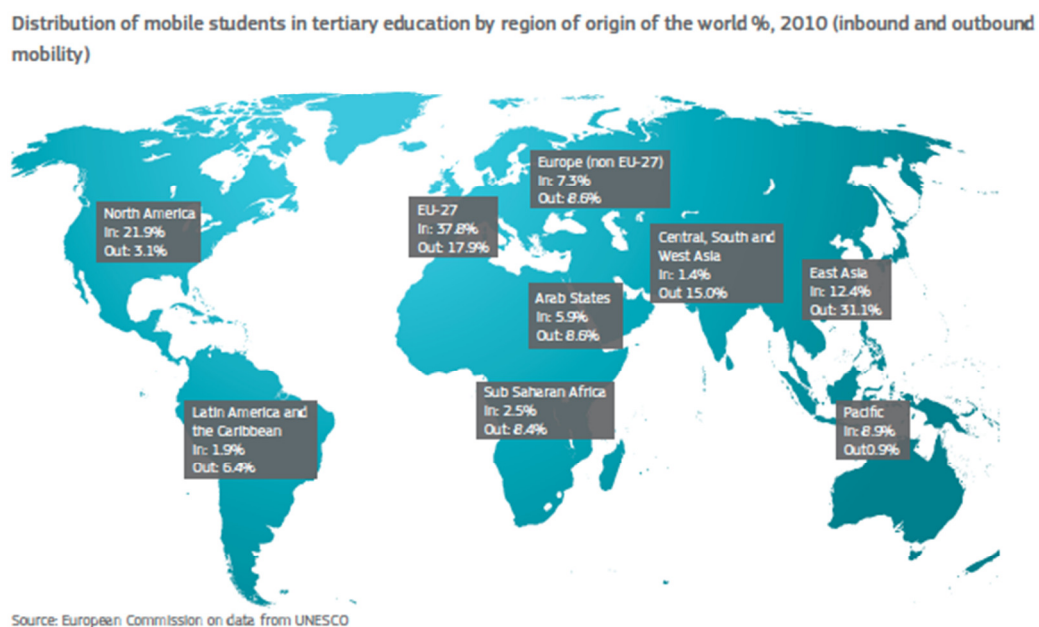 Distribution of mobile students in tertiary education by region of origin of the world %, 2010 (inbound and outbound
mobility)
Europe (non EU-27)
In: 7.3%
Out: 8.6%
North America
In: 21.9%
Out: 3.1%
EU-27
In: 37.8%
Out: 17.9%
Central, South and
West Asia
In: 1.4%
Out 15.0%
East Asia
In: 12.4%
Out: 31.1%
Arab States
In: 5.9%
Out: 8.6%
Sub Saharan Africa
In: 2.5%
Out: 8.4%
Latin America and
the Caribbean
In: 1.9%
Out: 6.4%
Pacific
In: 8.9%
Out0.9%
Source: European Commission on data from UNESCO